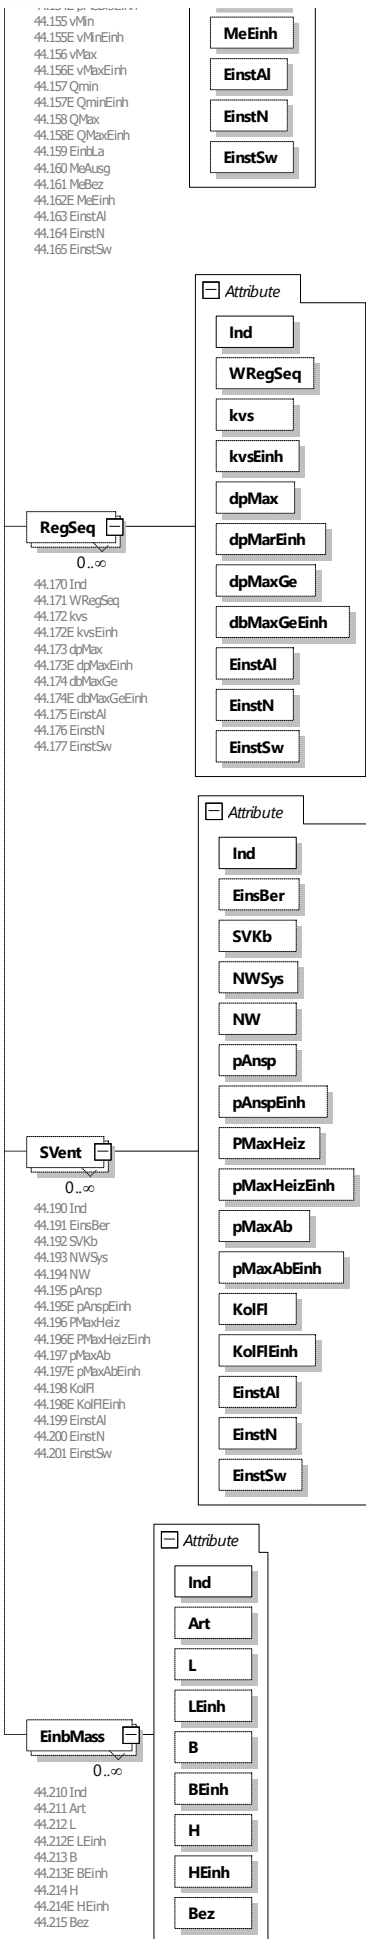 44.155 vMin
44.155E vMinEinh
44.156 vMax
44.156E vMaxEinh
44.157 Qmin
44.157E QminEinh
44.158 QMax
44.158E QMaxEinh
44.159 EinbLa
44.160 MeAusg
44.161 MeBez
44.162E MeEinh
44.163 EinstAl
44.164 EinstN
44.165 EinstSw
MeEinh
EinstAl
EinstN
EinstSw
Attribute
Ind
WRegSeq
kvs
kvsEinh
dpMax
dpMarEinh
dpMaxGe
dbMaxGeEinh
EinstAl
EinstN
EinstSw
RegSeq
0..∞
44.170 Ind
44.171 WRegSeq
44.172 kvs
44.172E kvsEinh
44.173 dpMax
44.173E dpMaxEinh
44.174 dbMaxGe
44.174E dbMaxGeEinh
44.175 EinstAl
44.176 EinstN
44.177 EinstSw
Attribute
Ind
EinsBer
SVKb
NWSys
NW
pAnsp
pAnspEinh
PMaxHeiz
pMaxHeizEinh
pMaxAb
pMaxAbEinh
KolFl
KolFlEinh
EinstAl
EinstN
EinstSw
SVent
0..∞
44.190 Ind
44.191 EinsBer
44.192 SVKb
44.193 NWSys
44.194 NW
44.195 pAnsp
44.195E pAnspEinh
44.196 PMaxHeiz
44.196E PMaxHeizEinh
44.197 pMaxAb
44.197E pMaxAbEinh
44.198 KolFl
44.198E KolFlEinh
44.199 EinstAl
44.200 EinstN
44.201 EinstSw
Attribute
Ind
Art
L
LEinh
B
BEinh
H
HEinh
Bez
EinbMass
0..∞
44.210 Ind
44.211 Art
44.212 L
44.212E LEinh
44.213 B
44.213E BEinh
44.214 H
44.214E HEinh
44.215 Bez